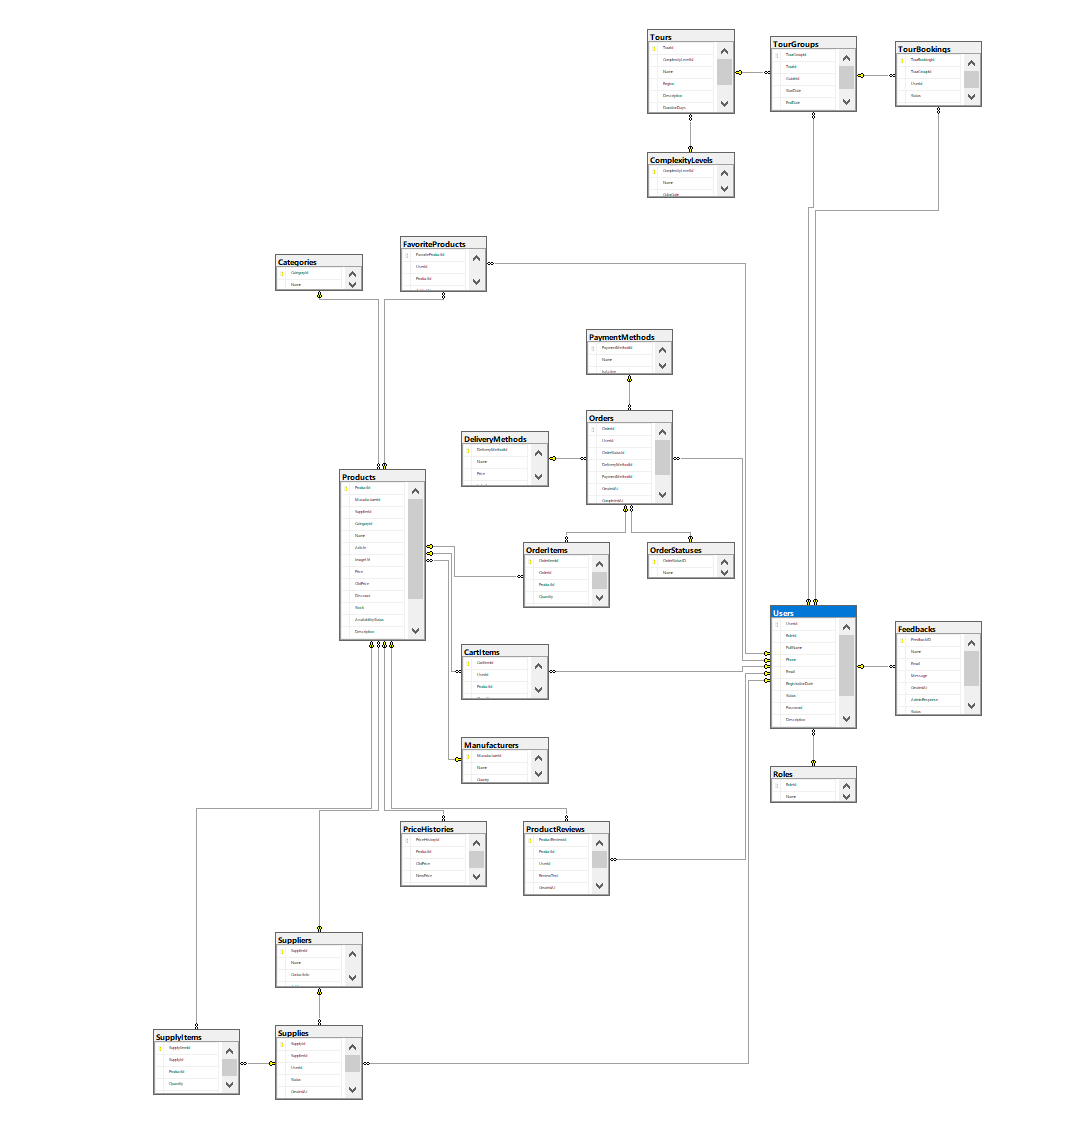 Tours
TourId
ComplexityLevelId
Name
Region
Description
DurationDays
TourGroups
TourGroupId
TourId
GuideId
StartDate
EndDate
TourBookings
TourBookingId
TourGroupId
UserId
Status
ComplexityLevels
ComplexityLevelId
Name
FavoriteProducts
FavoriteProductId
UserId
ProductId
Categories
CategoryId
Name
PaymentMethods
PaymentMethodId
Name
Orders
OrderId
UserId
OrderStatusId
DeliveryMethodId
PaymentMethodId
CreatedAt
CompletedAt
DeliveryMethods
DeliveryMethodId
Name
Price
Products
ProductId
ManufacturerId
SupplierId
CategoryId
Name
Article
ImageUrl
Price
OldPrice
Discount
Stock
AvailabilityStatus
Description
OrderItems
OrderItemId
OrderId
ProductId
Quantity
OrderStatuses
OrderStatusID
Name
Users
UserId
RoleId
FullName
Phone
Email
RegistrationDate
Status
Password
Description
Feedbacks
FeedbackID
Name
Email
Message
CreatedAt
AdminResponse
Status
CartItems
CartItemId
UserId
ProductId
Manufacturers
ManufacturerId
Name
Country
Roles
RoleId
Name
PriceHistories
PriceHistoryId
ProductId
OldPrice
NewPrice
ProductReviews
ProductReviewId
ProductId
UserId
ReviewText
CreatedAt
Suppliers
SupplierId
Name
ContactInfo
SupplyItems
SupplyItemId
SupplyId
ProductId
Quantity
Supplies
SupplyId
SupplierId
UserId
Status
CreatedAt